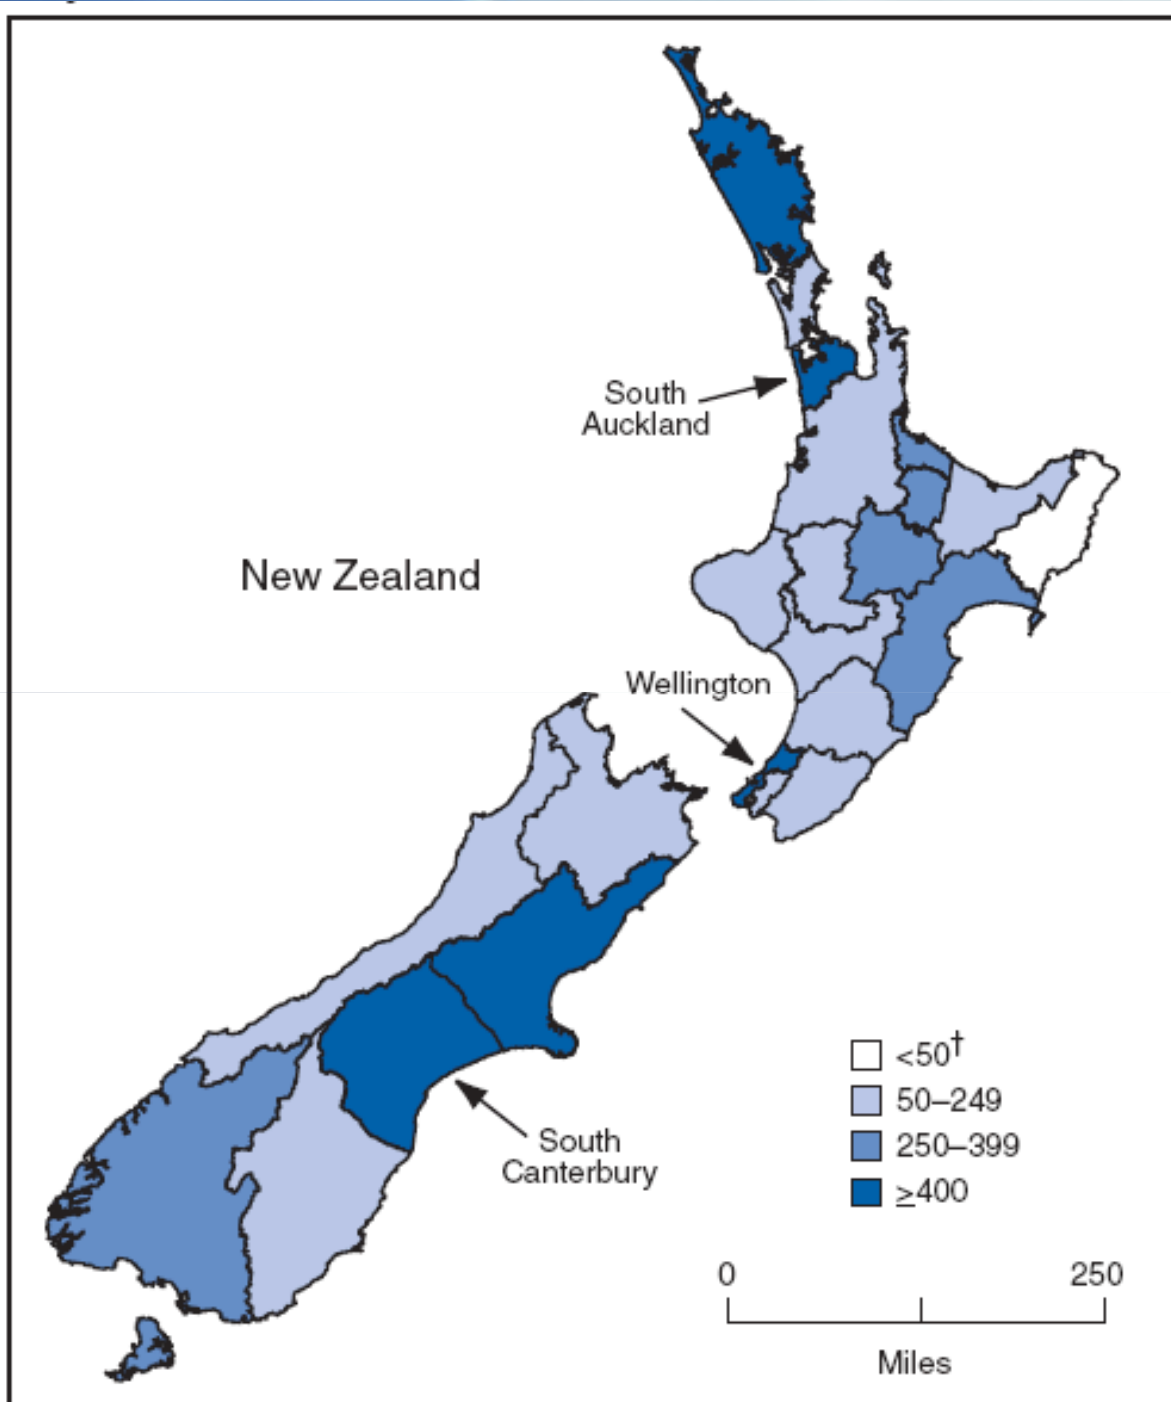 South
Auckland
New Zealand
Wellington
South
Canterbury
<50†
50–249
250–399
≥400
0 250
Miles